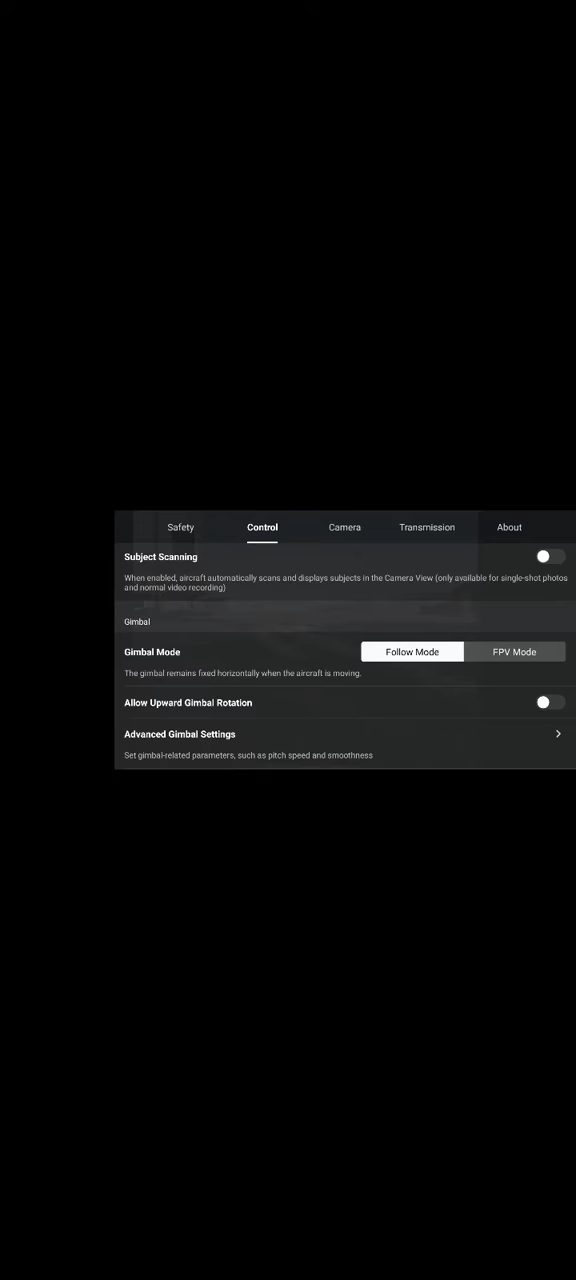 Safety Control Camera Transmission About
Subject Scanning
When enabled, aircraft automatically scans and displays subjects in the Camera View (only available for single-shot photos
and normal video recording)
Gimbal
Gimbal Mode Follow Mode FPV Mode
The gimbal remains fixed horizontally when the aircraft is moving.
Allow Upward Gimbal Rotation
Advanced Gimbal Settings
Set gimbal-related parameters, such as pitch speed and smoothness